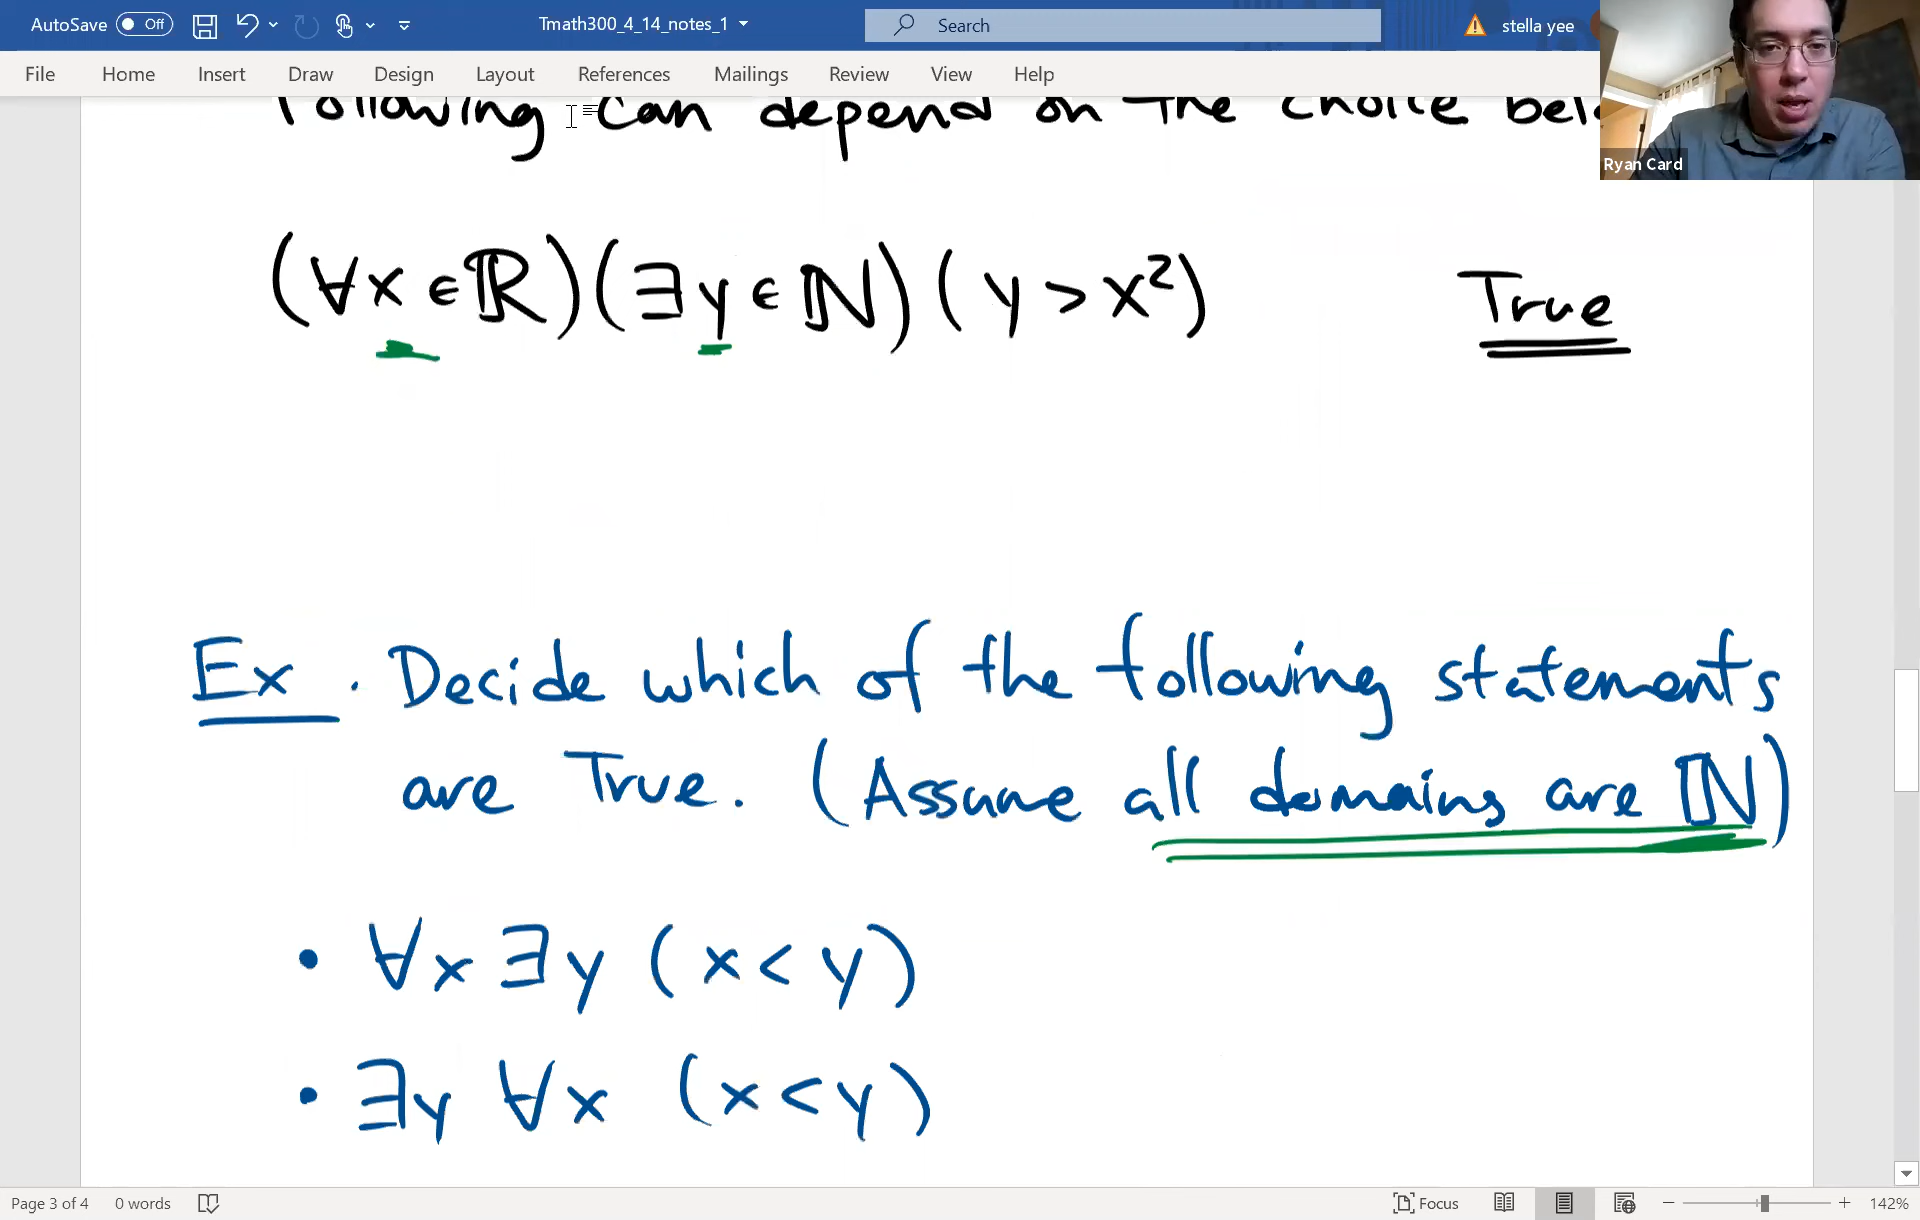 AutoSave Off Tmath300_4_14_notes_1 Search stella yee
File Home Insert Draw Design Layout References Mailings Review View Help
Ryan Card
following can depend on the choice
(∀x ∈ ℝ)(∃y ∈ ℕ)(y > x²) True
Ex. Decide which of the following statements
are True. (Assume all domains are ℕ)
• ∀x ∃y (x < y)
• ∃y ∀x (x < y)
Page 3 of 4 0 words Focus 142%